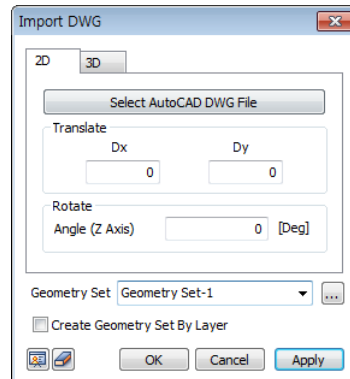 Import DWG
2D 3D
Select AutoCAD DWG File
Translate
Dx Dy
0 0
Rotate
Angle (Z Axis) 0 [Deg]
Geometry Set Geometry Set-1 ...
Create Geometry Set By Layer
OK Cancel Apply